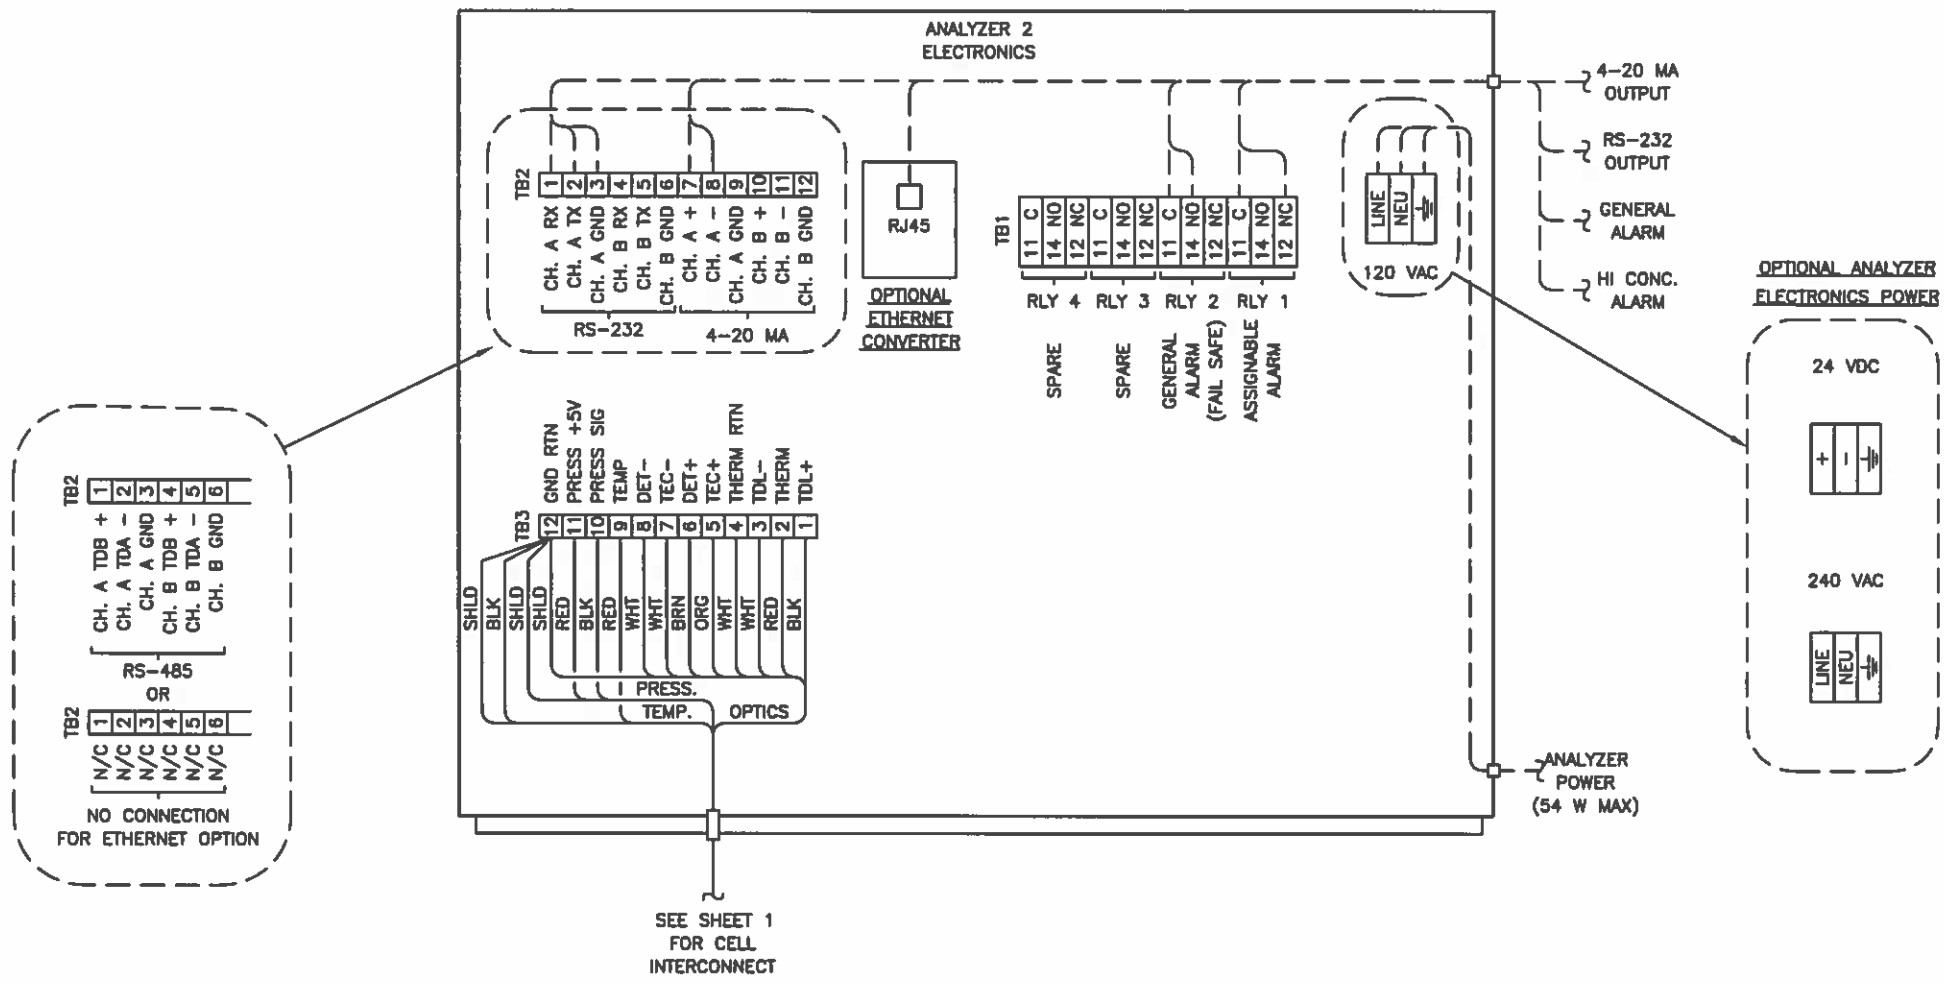 ANALYZER 2
ELECTRONICS
4-20 MA
OUTPUT
RS-232
OUTPUT
GENERAL
ALARM
HI CONC.
ALARM
TB2
1 2 3 4 5 6 7 8 9 10 11 12
CH. A RX
CH. A TX
CH. A GND
CH. B RX
CH. B TX
CH. B GND
CH. A +
CH. A -
CH. A GND
CH. B +
CH. B -
CH. B GND
RS-232
4-20 MA
RJ45
OPTIONAL
ETHERNET
CONVERTER
TB1
11 C
14 NO
12 NC
11 C
14 NO
12 NC
11 C
14 NO
12 NC
11 C
14 NO
12 NC
RLY 4
RLY 3
RLY 2
RLY 1
SPARE
SPARE
GENERAL
ALARM
(FAIL SAFE)
ASSIGNABLE
ALARM
LINE
NEU
120 VAC
OPTIONAL ANALYZER
ELECTRONICS POWER
24 VDC
+
-
240 VAC
LINE
NEU
ANALYZER
POWER
(54 W MAX)
GND RTN
PRESS +5V
PRESS SIG
TEMP
DET-
TEC-
DET+
TEC+
THERM RTN
TDL-
THERM
TDL+
TB3
12 11 10 9 8 7 6 5 4 3 2 1
SHLD
BLK
SHLD
SHLD
RED
BLK
RED
WHT
WHT
BRN
ORG
WHT
WHT
RED
BLK
PRESS.
TEMP.
OPTICS
SEE SHEET 1
FOR CELL
INTERCONNECT
TB2
1 2 3 4 5 6
CH. A TDB +
CH. A TDA -
CH. A GND
CH. B TDB +
CH. B TDA -
CH. B GND
RS-485
OR
TB2
1 2 3 4 5 6
N/C
N/C
N/C
N/C
N/C
N/C
NO CONNECTION
FOR ETHERNET OPTION